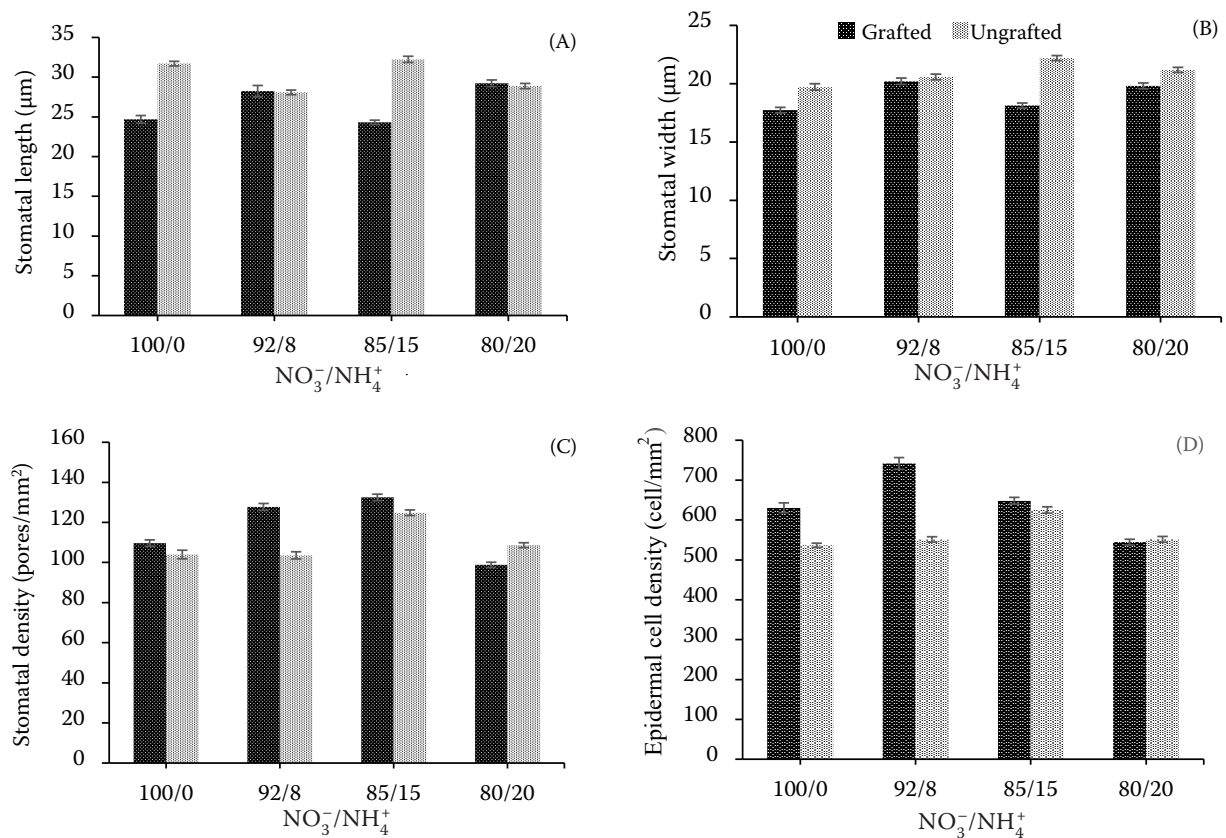 (A)
Stomatal length (μm)
35
30
25
20
15
10
5
0
100/0 92/8 85/15 80/20
NO₃⁻/NH₄⁺ .
(B)
Grafted Ungrafted
Stomatal width (μm)
25
20
15
10
5
0
100/0 92/8 85/15 80/20
NO₃⁻/NH₄⁺
(C)
Stomatal density (pores/mm²)
160
140
120
100
80
60
40
20
0
100/0 92/8 85/15 80/20
NO₃⁻/NH₄⁺
(D)
Epidermal cell density (cell/mm²)
800
700
600
500
400
300
200
100
0
100/0 92/8 85/15 80/20
NO₃⁻/NH₄⁺